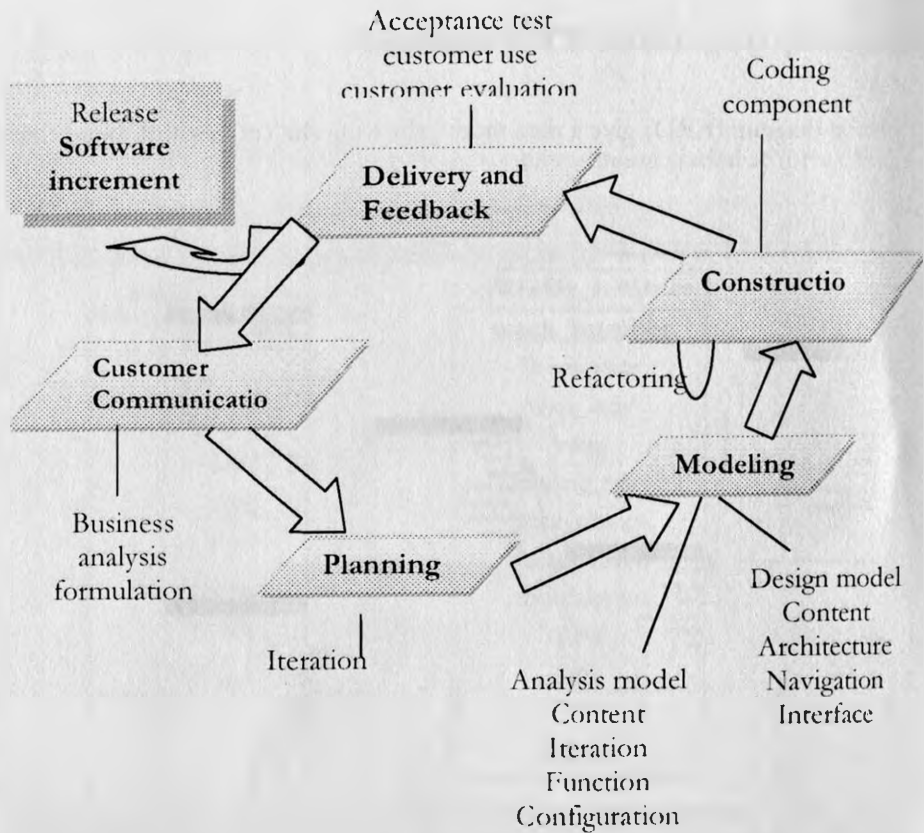 Acceptance test
customer use
customer evaluation
Coding
component
Release
Software
increment
Delivery and
Feedback
Constructio
Customer
Communicatio
Refactoring
Modeling
Business
analysis
formulation
Planning
Iteration
Design model
Content
Architecture
Navigation
Interface
Analysis model
Content
Iteration
Function
Configuration